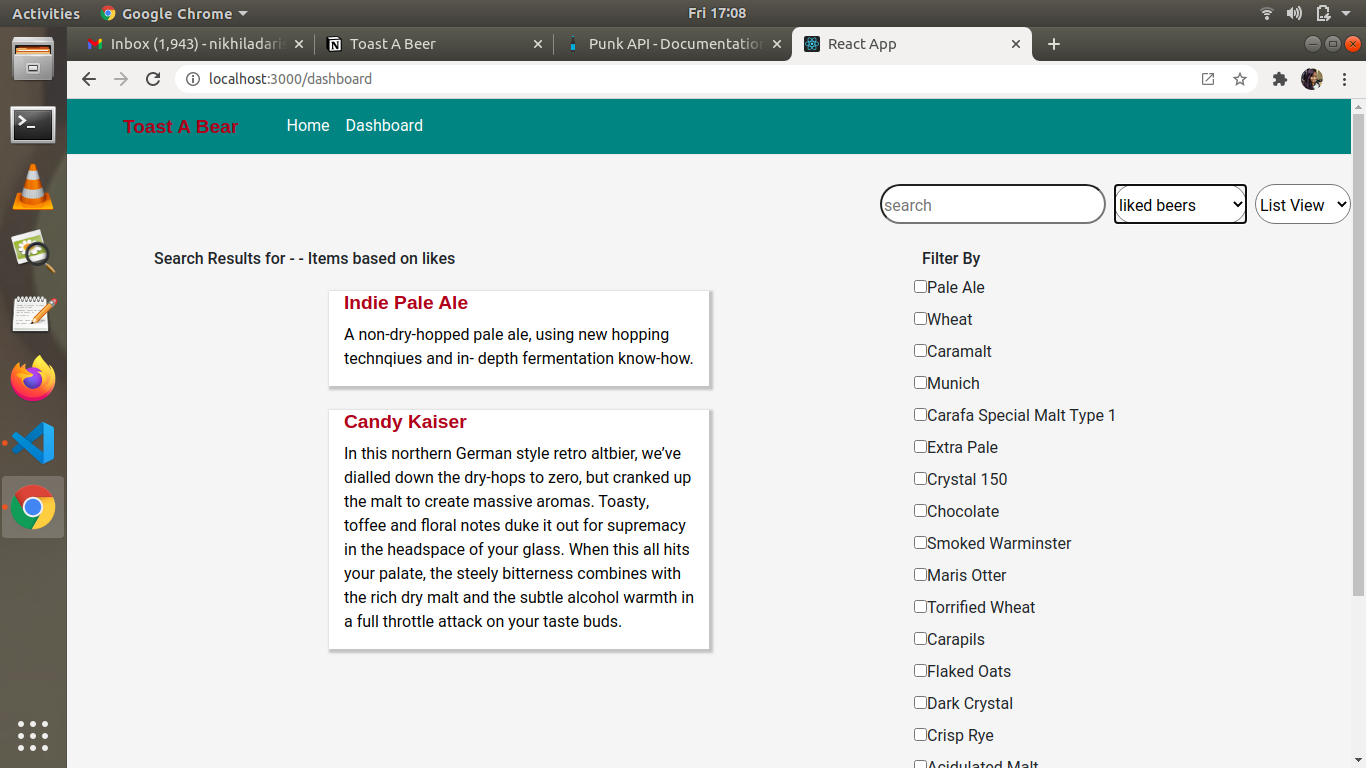 Activities
Google Chrome
Fri 17:08
Inbox (1,943) - nikhiladaris
Toast A Beer
Punk API - Documentation
React App
localhost:3000/dashboard
Toast A Bear
Home
Dashboard
search
liked beers
List View
Search Results for - - Items based on likes
Indie Pale Ale
A non-dry-hopped pale ale, using new hopping
technqiues and in- depth fermentation know-how.
Candy Kaiser
In this northern German style retro altbier, we’ve
dialled down the dry-hops to zero, but cranked up
the malt to create massive aromas. Toasty,
toffee and floral notes duke it out for supremacy
in the headspace of your glass. When this all hits
your palate, the steely bitterness combines with
the rich dry malt and the subtle alcohol warmth in
a full throttle attack on your taste buds.
Filter By
Pale Ale
Wheat
Caramalt
Munich
Carafa Special Malt Type 1
Extra Pale
Crystal 150
Chocolate
Smoked Warminster
Maris Otter
Torrified Wheat
Carapils
Flaked Oats
Dark Crystal
Crisp Rye
Acidulated Malt